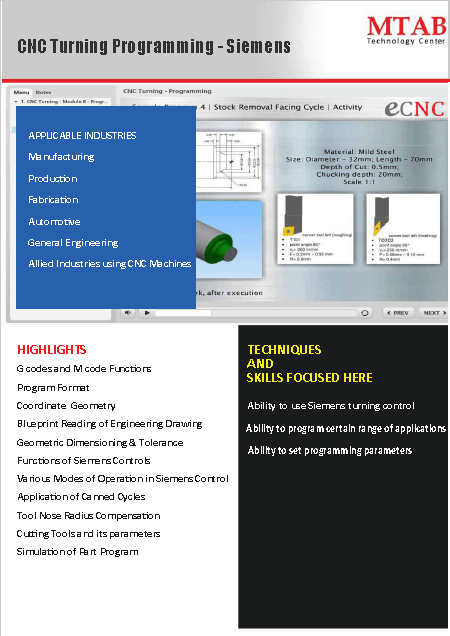 CNC Turning Programming - Siemens
MTAB
Technology Center
Menu Notes
1. CNC Turning - Module 8 - Progr...
CNC Turning - Programming
4 | Stock Removal Facing Cycle | Activity
eCNC
APPLICABLE INDUSTRIES
Manufacturing
Production
Fabrication
Automotive
General Engineering
Allied Industries using CNC Machines
Material: Mild Steel
Size: Diameter - 32mm; Length - 70mm
Depth of Cut: 0.5mm;
Chucking depth: 20mm;
Scale 1:1
, after execution
PREV
NEXT
HIGHLIGHTS
G codes and M code Functions
Program Format
Coordinate Geometry
Blueprint Reading of Engineering Drawing
Geometric Dimensioning & Tolerance
Functions of Siemens Controls
Various Modes of Operation in Siemens Control
Application of Canned Cycles
Tool Nose Radius Compensation
Cutting Tools and its parameters
Simulation of Part Program
TECHNIQUES
AND
SKILLS FOCUSED HERE
Ability to use Siemens turning control
Ability to program certain range of applications
Ability to set programming parameters